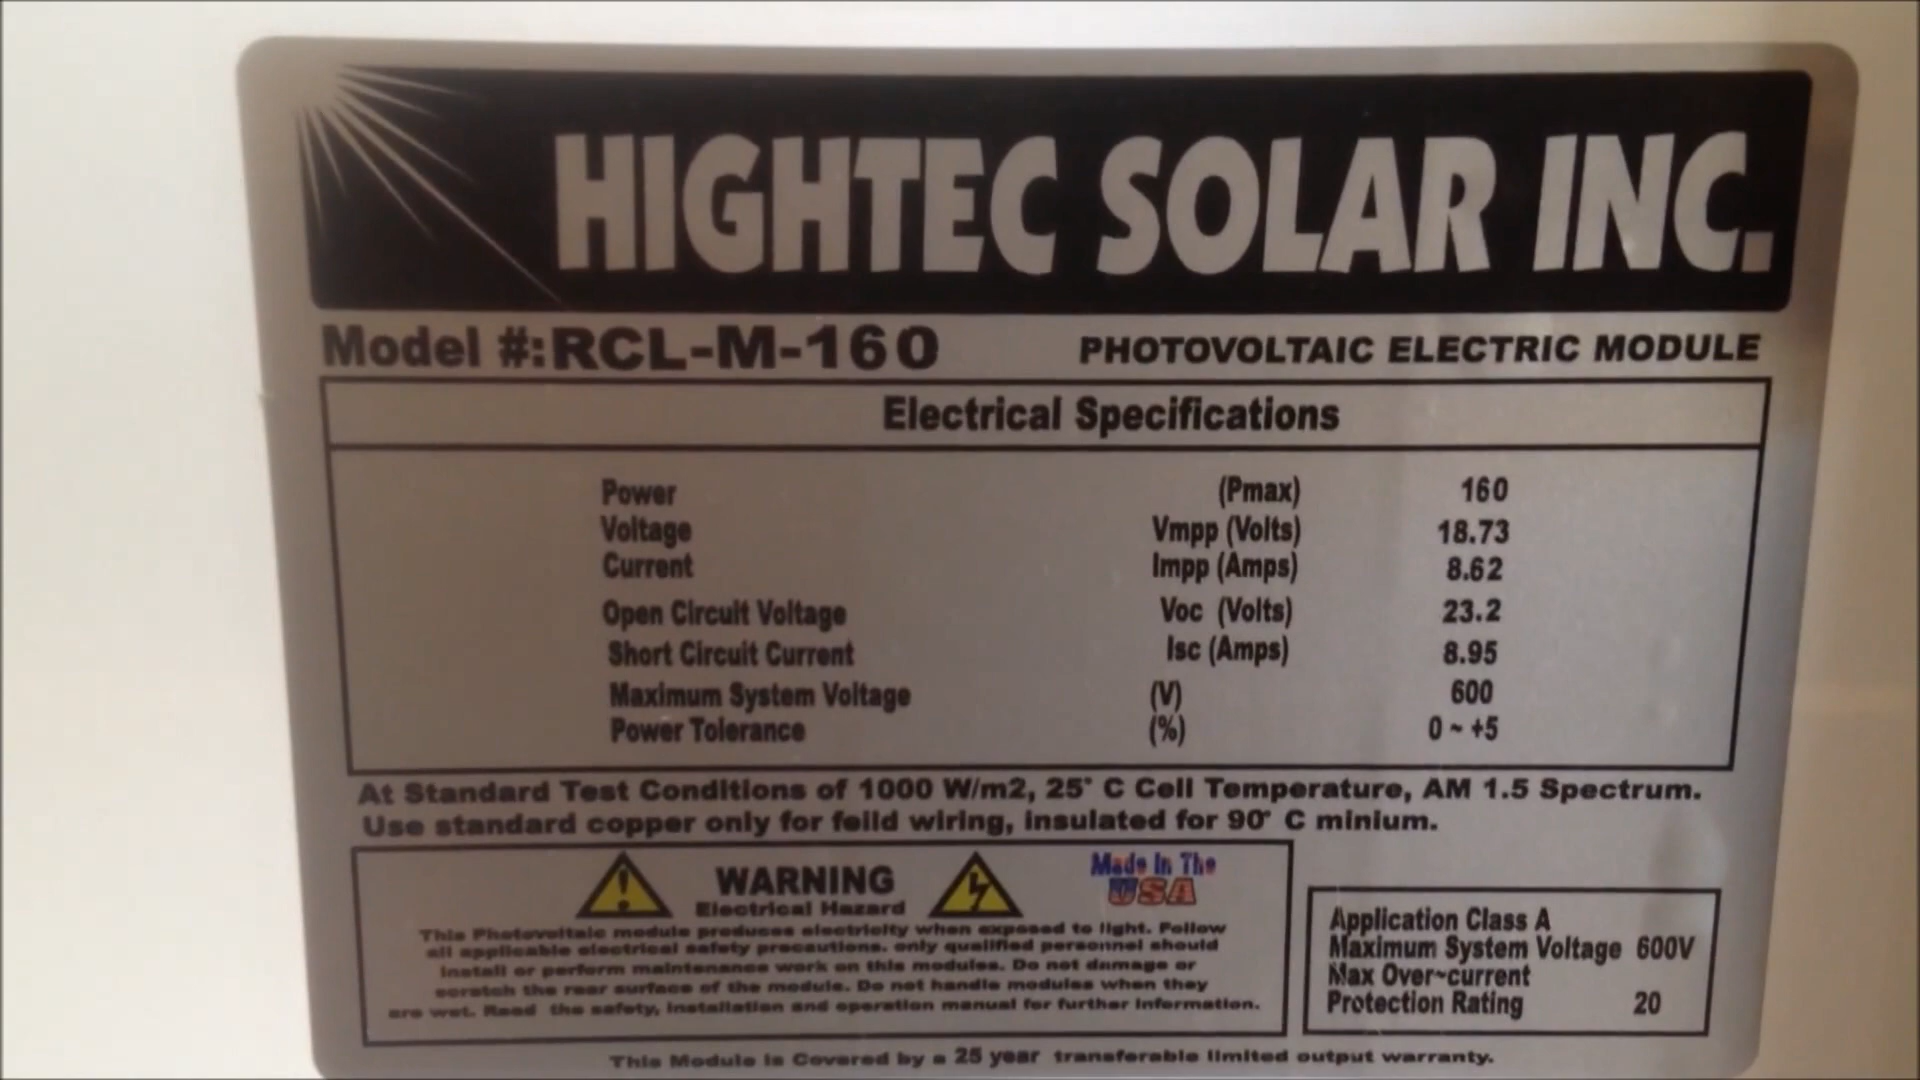 HIGHTEC SOLAR INC.
Model #:RCL-M-160 PHOTOVOLTAIC ELECTRIC MODULE
Electrical Specifications
Power (Pmax) 160
Voltage Vmpp (Volts) 18.73
Current Impp (Amps) 8.62
Open Circuit Voltage Voc (Volts) 23.2
Short Circuit Current Isc (Amps) 8.95
Maximum System Voltage (V) 600
Power Tolerance (%) 0 ~ +5
At Standard Test Conditions of 1000 W/m2, 25° C Cell Temperature, AM 1.5 Spectrum.
Use standard copper only for feild wiring, insulated for 90° C minium.
WARNING
Electrical Hazard
Made In The
USA
This Photovoltaic module produces electricity when exposed to light. Follow
all applicable electrical safety precautions. only qualified personnel should
install or perform maintenance work on this modules. Do not damage or
scratch the rear surface of the module. Do not handle modules when they
are wet. Read the safety, installation and operation manual for further information.
Application Class A
Maximum System Voltage 600V
Max Over~current
Protection Rating 20
This Module is Covered by a 25 year transferable limited output warranty.